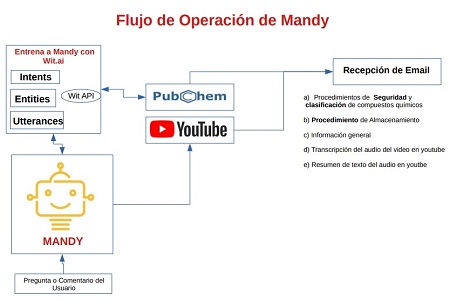 Flujo de Operación de Mandy
Entrena a Mandy con
Wit.ai
Intents
Entities
Wit API
Utterances
PubChem
YouTube
Recepción de Email
a) Procedimientos de Seguridad y
clasificación de compuestos químicos
b) Procedimiento de Almacenamiento
c) Información general
d) Transcripción del audio del video en youtube
e) Resumen de texto del audio en youtbe
MANDY
Pregunta o Comentario del
Usuario